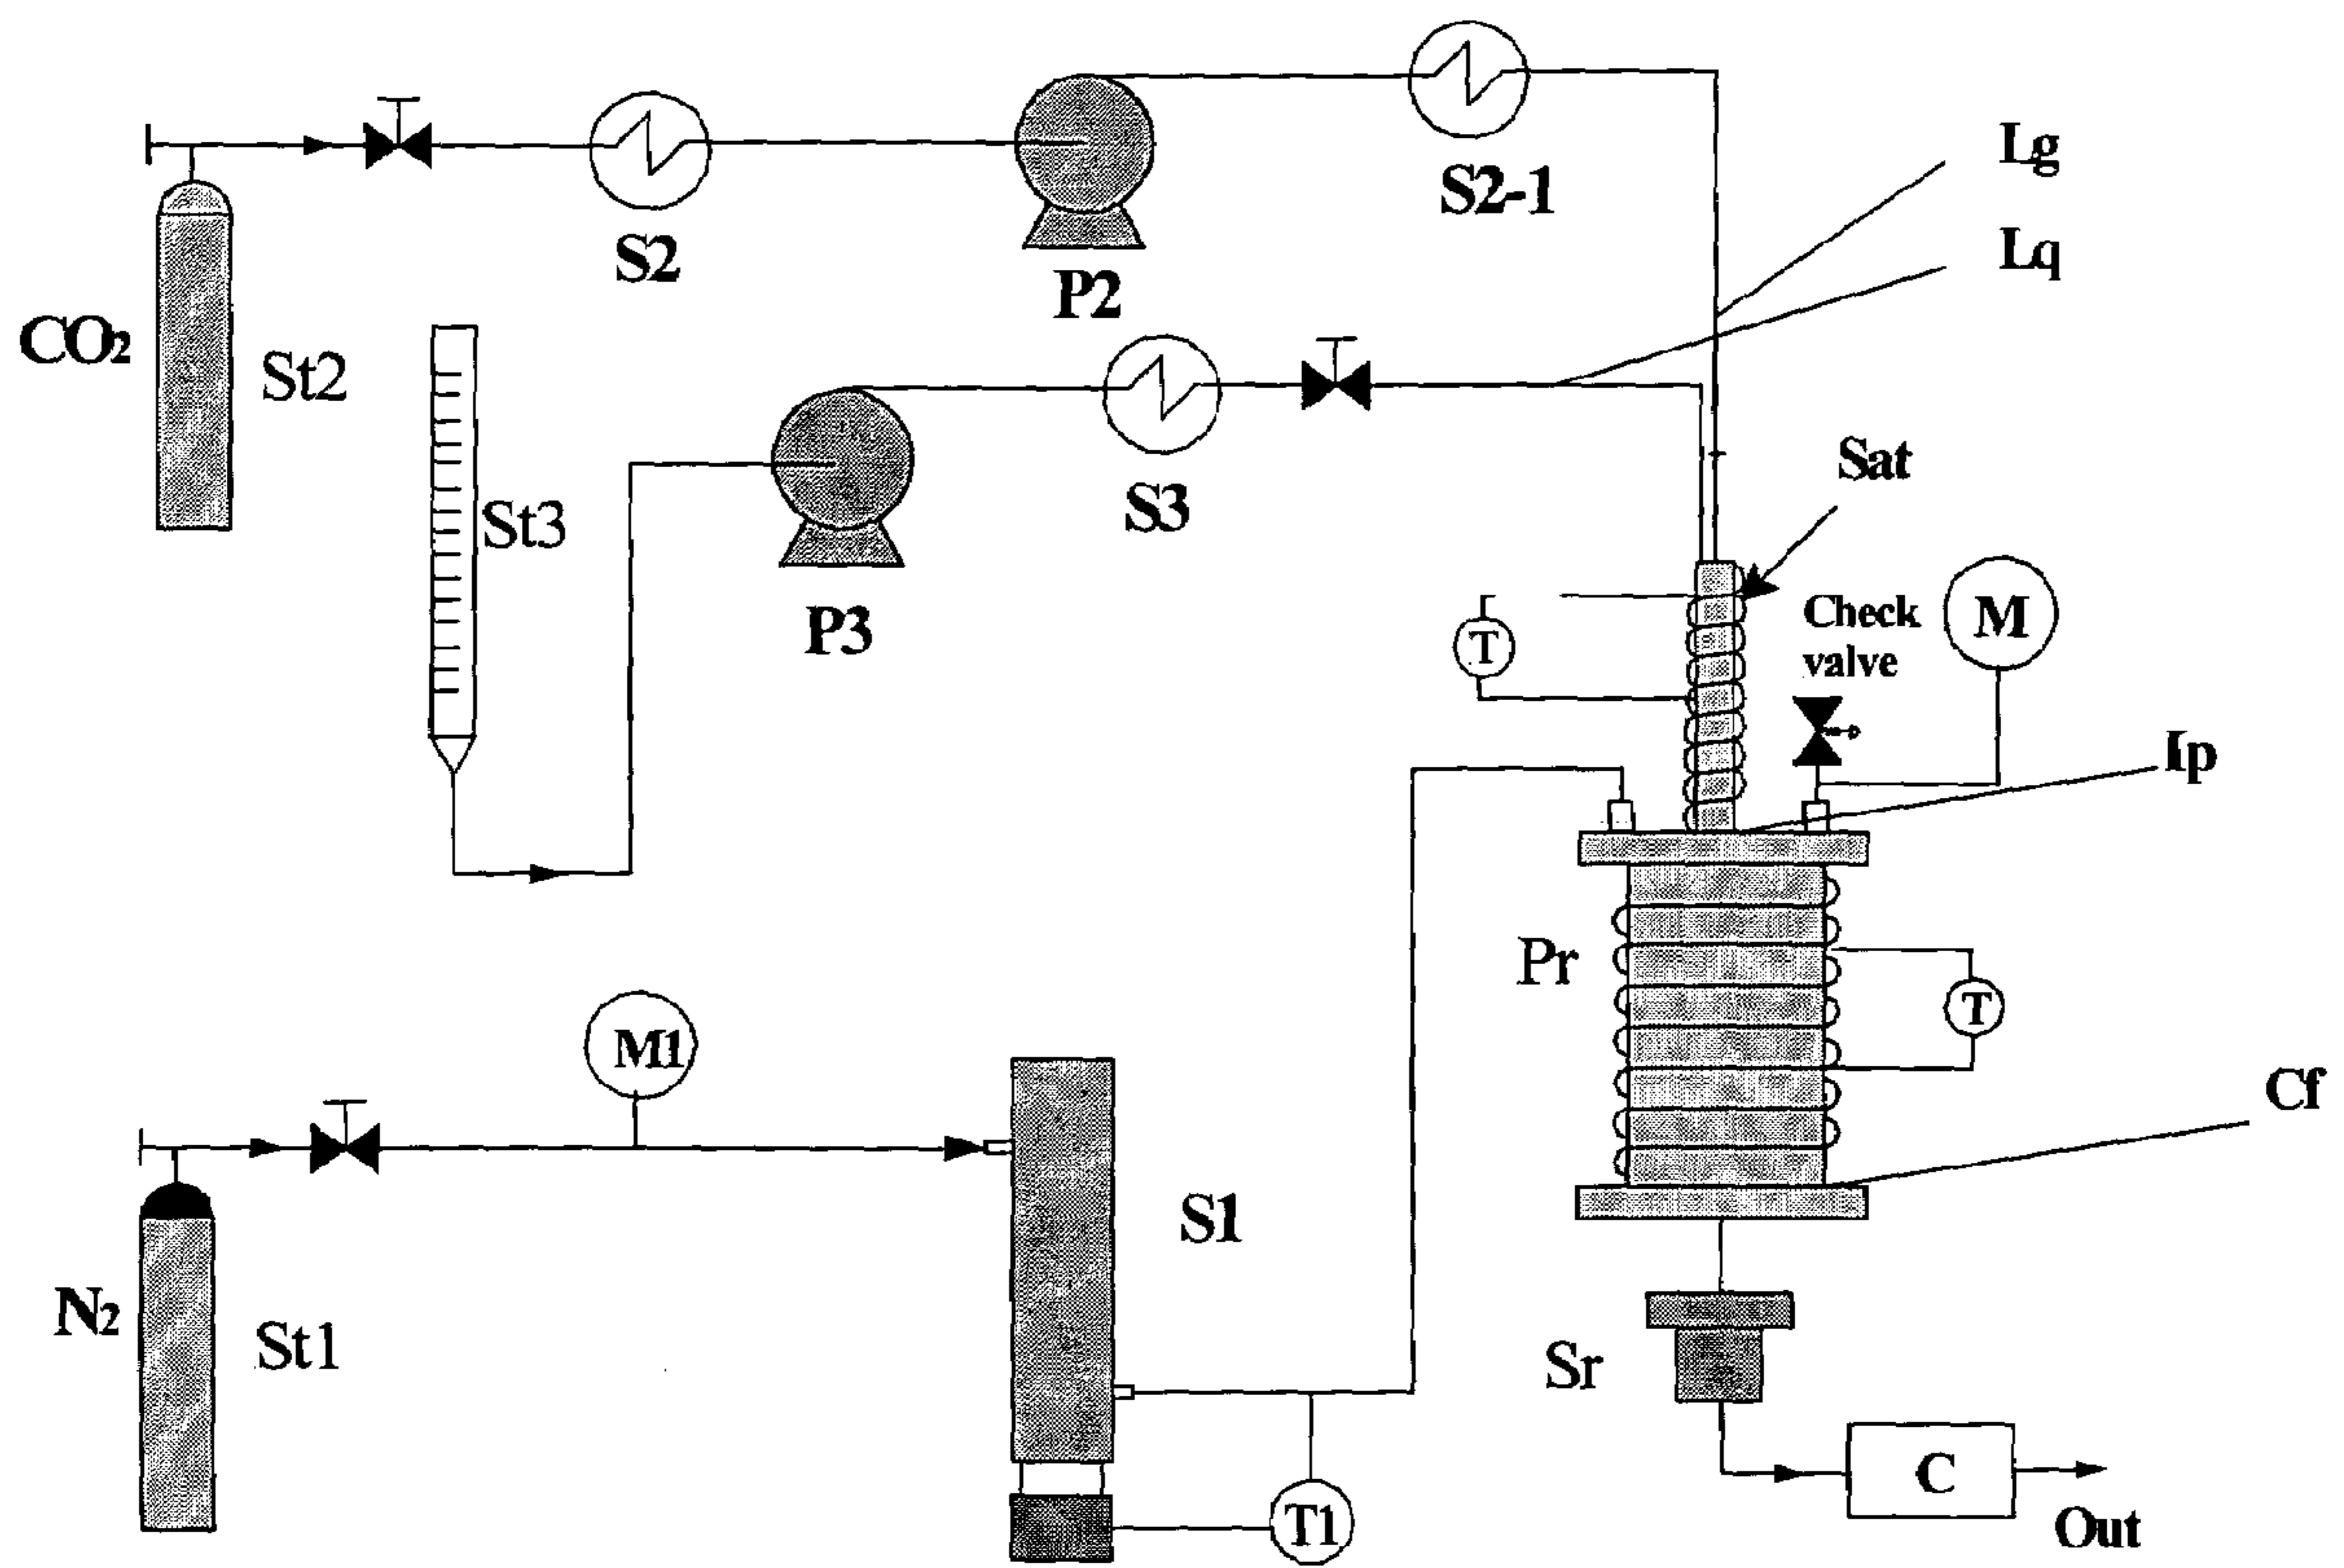 S2-1
Lg
Lq
S2
P2
CO₂
St2
Sat
St3
S3
P3
T
Check
valve
M
Ip
Pr
T
M1
Cf
S1
N₂
St1
Sr
C
T1
Out